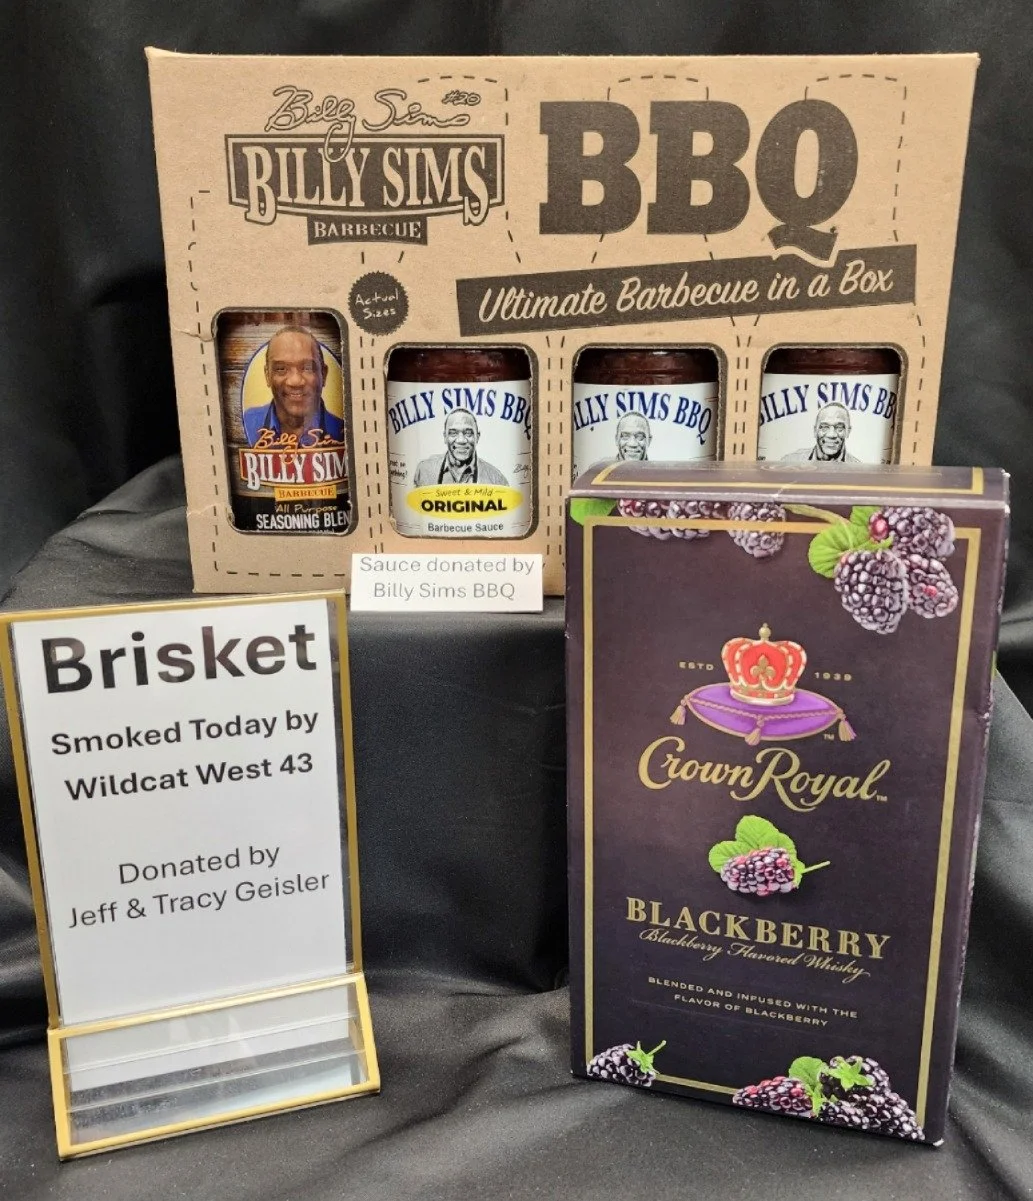 Billy Sims #20
BILLY SIMS
BARBECUE
BBQ
Ultimate Barbecue in a Box
Actual
Sizes
Billy Sims
BILLY SIM
BARBECUE
All Purpose
SEASONING BLEN
BILLY SIMS BBQ
Sweet & Mild
ORIGINAL
Barbecue Sauce
ILLY SIMS BBQ
ILLY SIMS BB
Sauce donated by
Billy Sims BBQ
Brisket
Smoked Today by
Wildcat West 43
Donated by
Jeff & Tracy Geisler
ESTD 1939
Crown Royal™
BLACKBERRY
Blackberry Flavored Whisky
BLENDED AND INFUSED WITH THE
FLAVOR OF BLACKBERRY